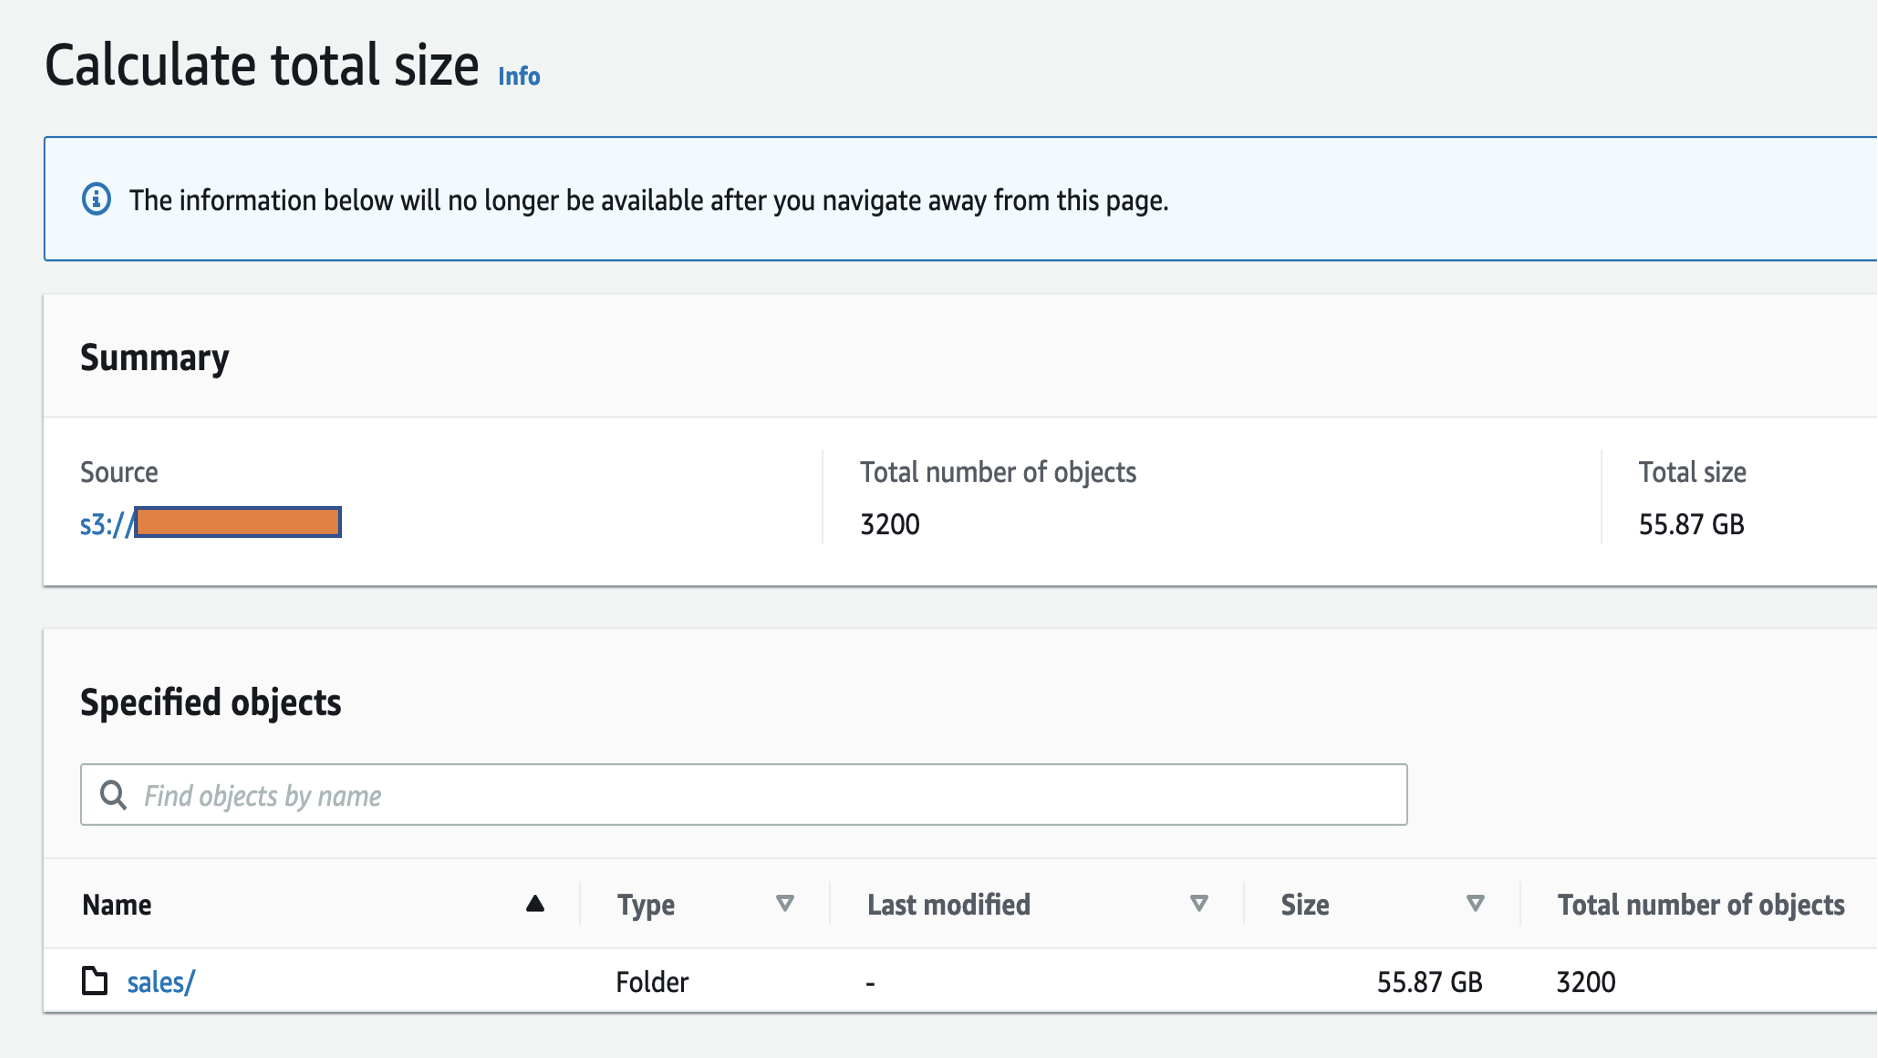 Calculate total size Info
The information below will no longer be available after you navigate away from this page.
Summary
Source
Total number of objects
Total size
s3://
3200
55.87 GB
Specified objects
Find objects by name
Name Type Last modified Size Total number of objects
sales/ Folder - 55.87 GB 3200